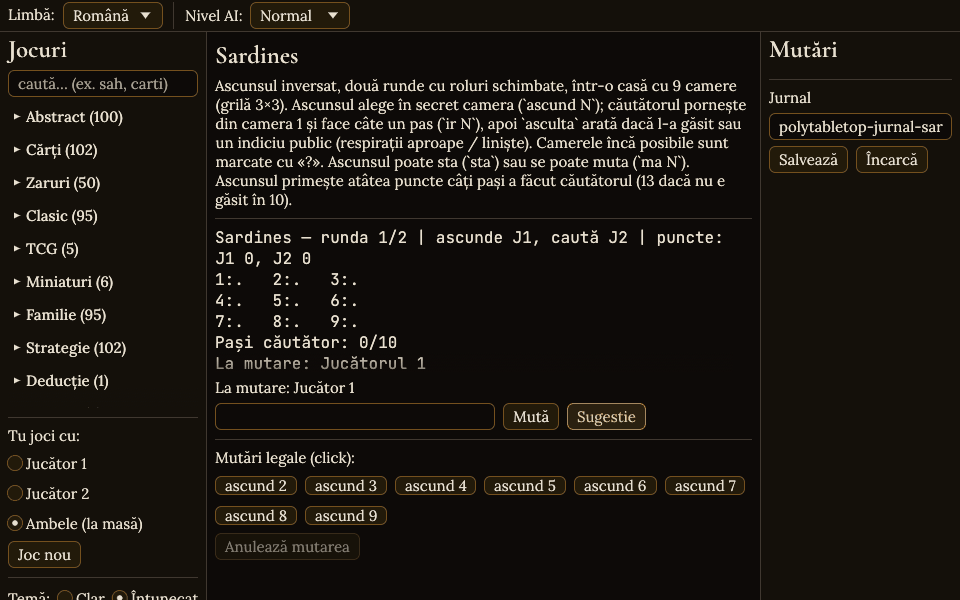 Limbă: Română ▼ Nivel AI: Normal ▼
Jocuri
caută... (ex. sah, carti)
▸ Abstract (100)
▸ Cărți (102)
▸ Zaruri (50)
▸ Clasic (95)
▸ TCG (5)
▸ Miniaturi (6)
▸ Familie (95)
▸ Strategie (102)
▸ Deducție (1)
Tu joci cu:
Jucător 1
Jucător 2
Ambele (la masă)
Joc nou
Temă: Clar Întunecat
Sardines
Ascunsul inversat, două runde cu roluri schimbate, într-o casă cu 9 camere
(grilă 3×3). Ascunsul alege în secret camera (`ascund N`); căutătorul pornește
din camera 1 și face câte un pas (`ir N`), apoi `asculta` arată dacă l-a găsit sau
un indiciu public (respirații aproape / liniște). Camerele încă posibile sunt
marcate cu «?». Ascunsul poate sta (`sta`) sau se poate muta (`ma N`).
Ascunsul primește atâtea puncte câți pași a făcut căutătorul (13 dacă nu e
găsit în 10).
Sardines — runda 1/2 | ascunde J1, caută J2 | puncte:
J1 0, J2 0
1:. 2:. 3:.
4:. 5:. 6:.
7:. 8:. 9:.
Pași căutător: 0/10
La mutare: Jucătorul 1
La mutare: Jucător 1
Mută Sugestie
Mutări legale (click):
ascund 2 ascund 3 ascund 4 ascund 5 ascund 6 ascund 7
ascund 8 ascund 9
Anulează mutarea
Mutări
Jurnal
polytabletop-jurnal-sar
Salvează Încarcă